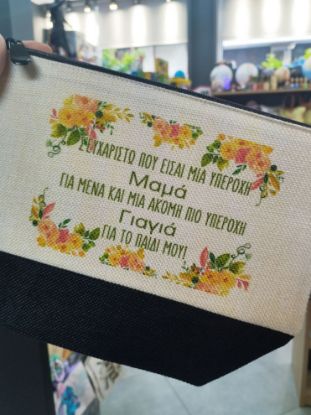 ΕΥΧΑΡΙΣΤΩ ΠΟΥ ΕΙΣΑΙ ΜΙΑ ΥΠΕΡΟΧΗ
Μαμά
ΓΙΑ ΜΕΝΑ ΚΑΙ ΜΙΑ ΑΚΟΜΗ ΠΙΟ ΥΠΕΡΟΧΗ
Γιαγιά
ΓΙΑ ΤΟ ΠΑΙΔΙ ΜΟΥ!